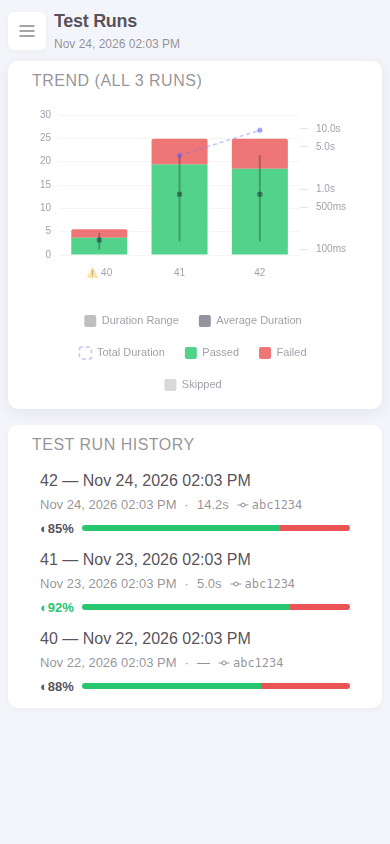 Test Runs
Nov 24, 2026 02:03 PM
TREND (ALL 3 RUNS)
30
25
20
15
10
5
0
10.0s
5.0s
1.0s
500ms
100ms
40
41
42
Duration Range
Average Duration
Total Duration
Passed
Failed
Skipped
TEST RUN HISTORY
42 — Nov 24, 2026 02:03 PM
Nov 24, 2026 02:03 PM · 14.2s abc1234
85%
41 — Nov 23, 2026 02:03 PM
Nov 23, 2026 02:03 PM · 5.0s abc1234
92%
40 — Nov 22, 2026 02:03 PM
Nov 22, 2026 02:03 PM · — abc1234
88%